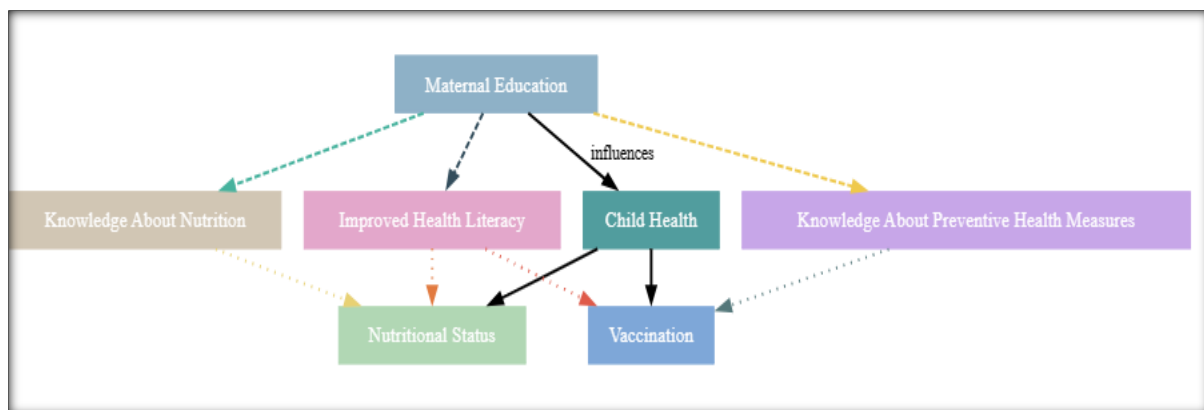 Maternal Education
influences
Knowledge About Nutrition
Improved Health Literacy
Child Health
Knowledge About Preventive Health Measures
Nutritional Status
Vaccination